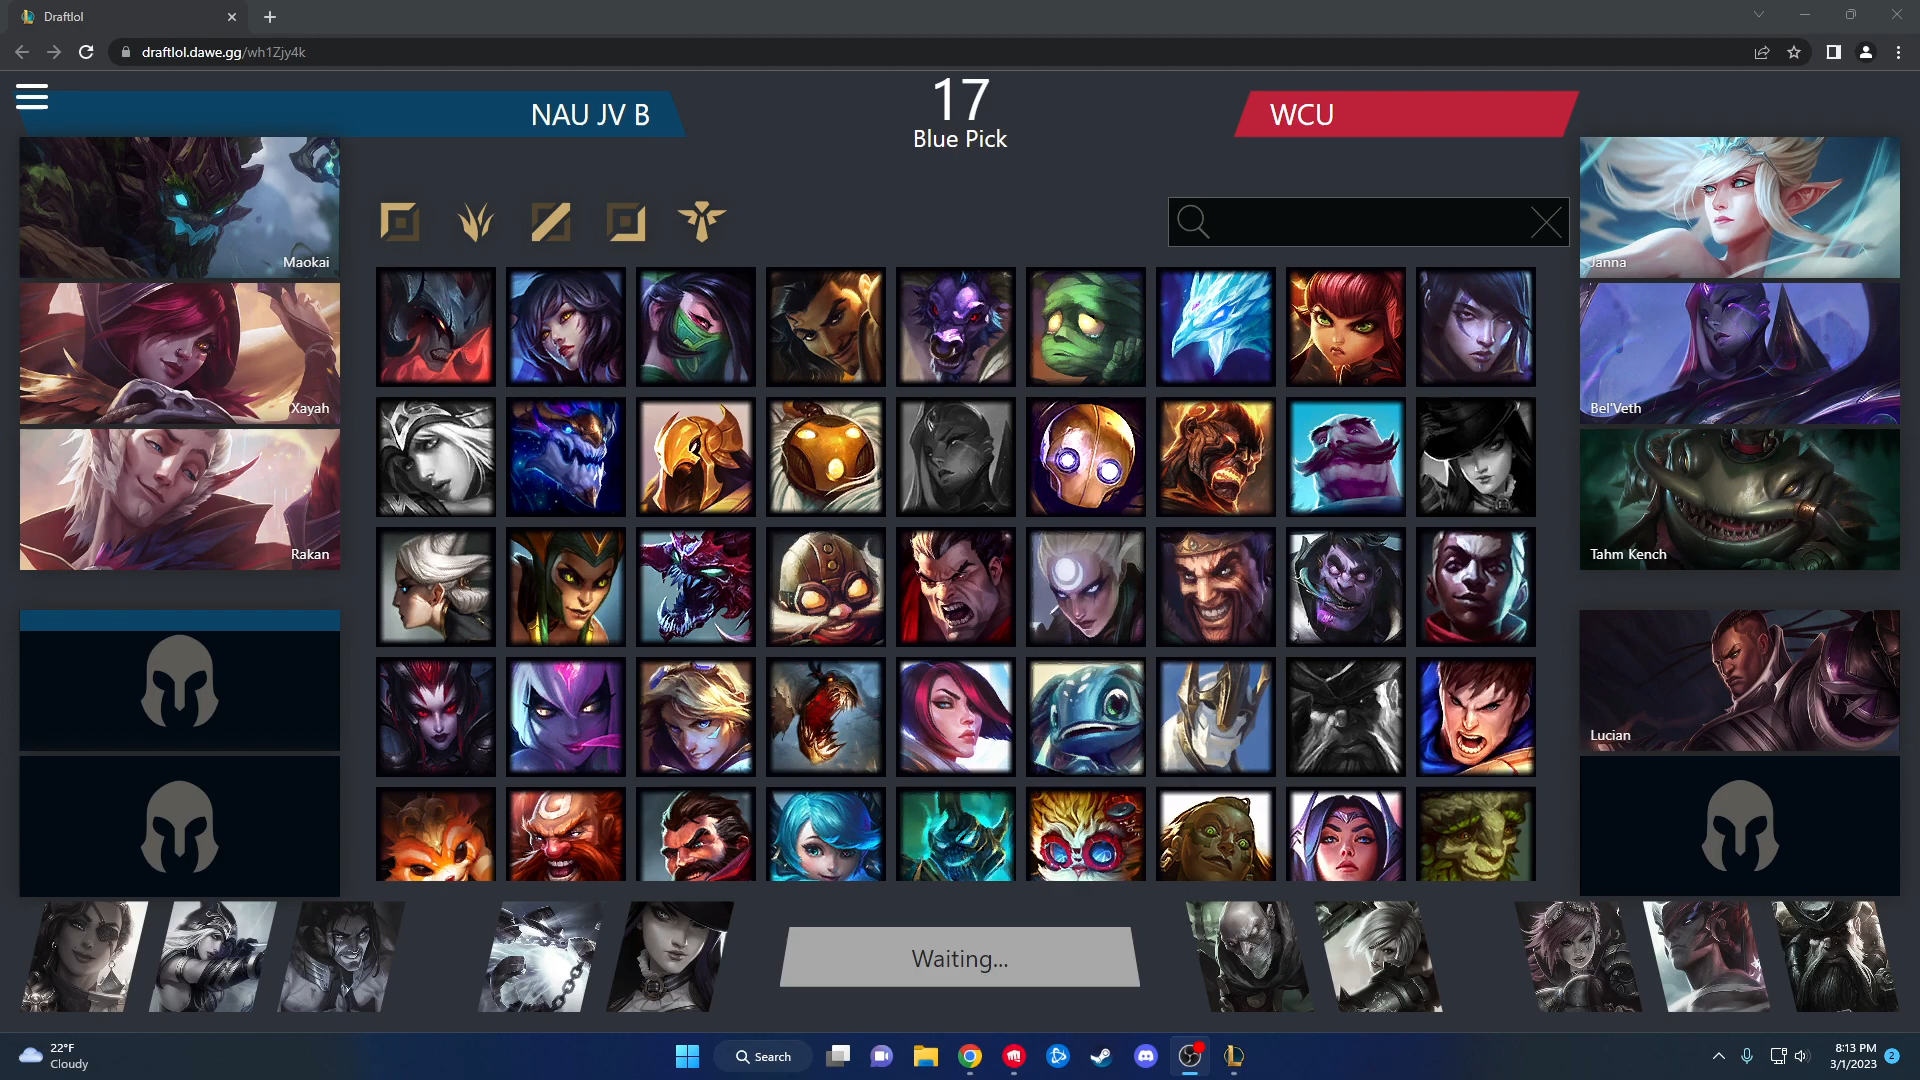 Draftlol
draftlol.dawe.gg/wh1Zjy4k
NAU JV B
17
Blue Pick
WCU
Maokai
Xayah
Rakan
Janna
Bel'Veth
Tahm Kench
Lucian
Waiting...
22°F
Cloudy
Search
8:13 PM
3/1/2023
2